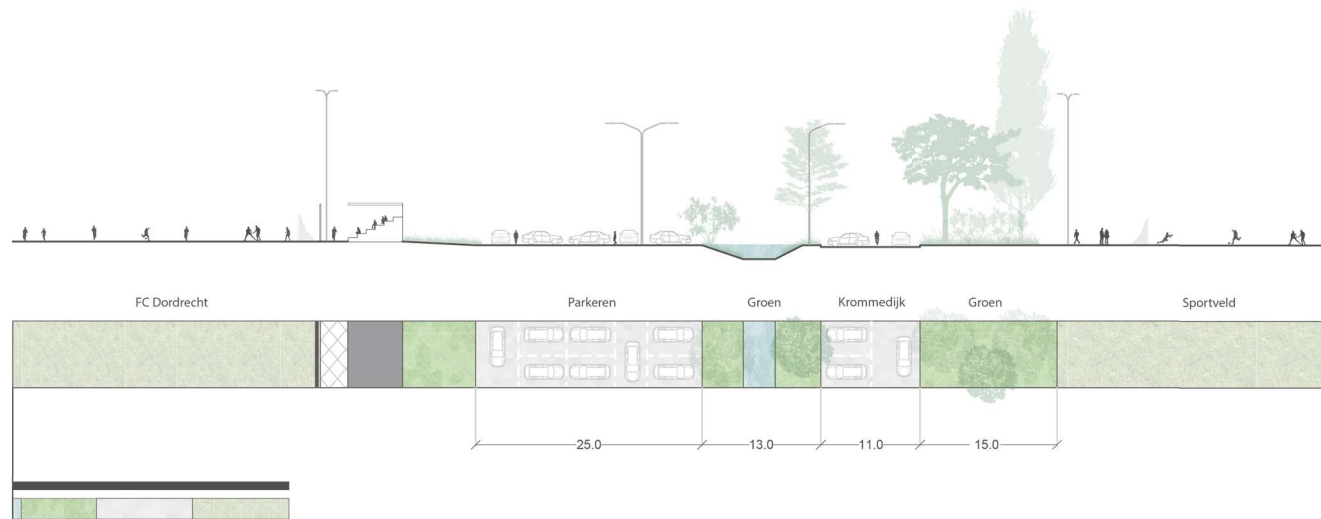 FC Dordrecht
Parkeren
Groen
Krommedijk
Groen
Sportveld
25.0
13.0
11.0
15.0